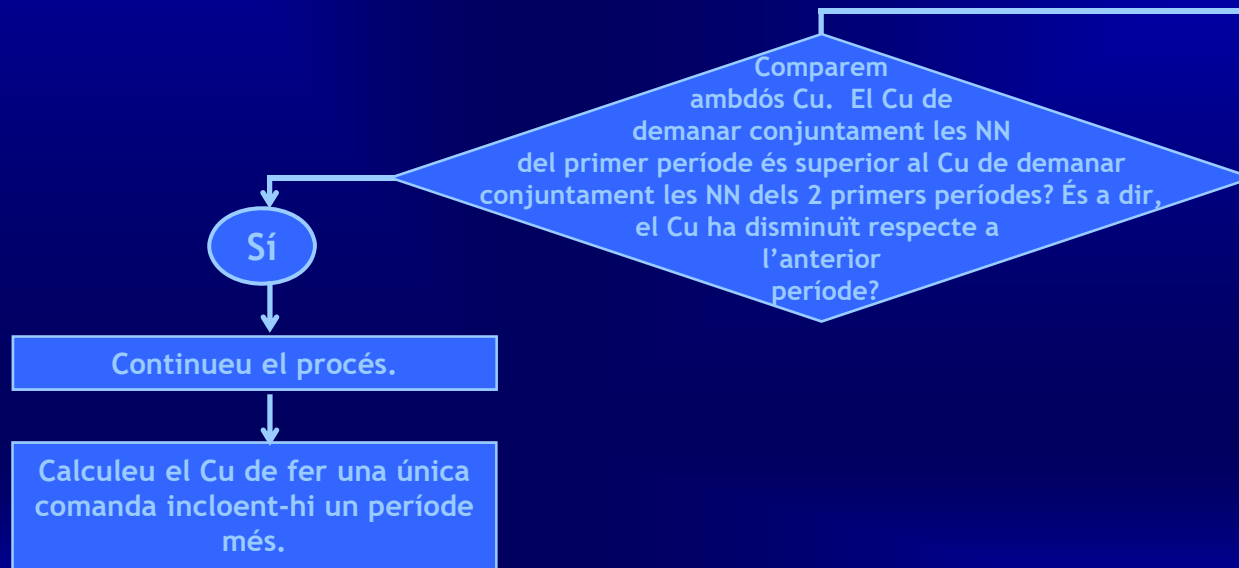 Comparem
ambdós Cu. El Cu de
demanar conjuntament les NN
del primer període és superior al Cu de demanar
conjuntament les NN dels 2 primers períodes? És a dir,
el Cu ha disminuït respecte a
l’anterior
període?
Sí
Continueu el procés.
Calculeu el Cu de fer una única
comanda incloent-hi un període
més.